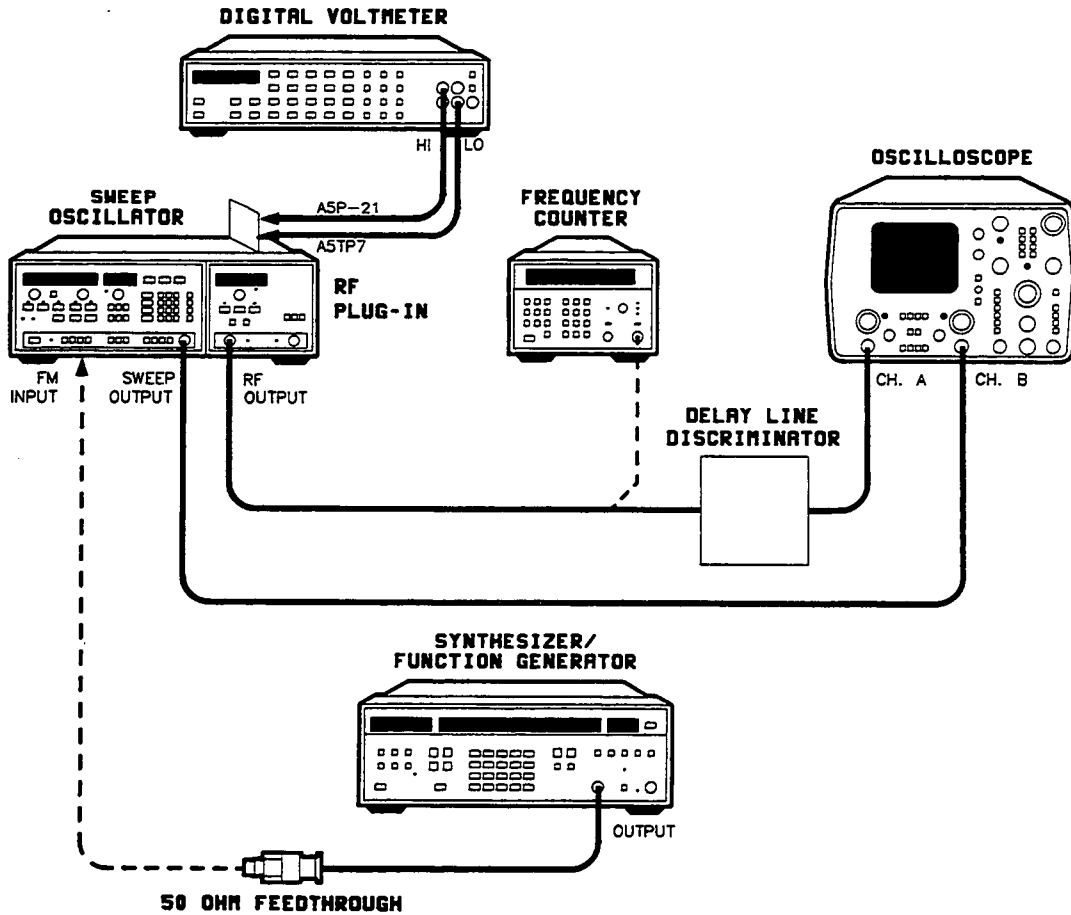 DIGITAL VOLTMETER
HI LO
OSCILLOSCOPE
SWEEP
OSCILLATOR
A5P-21
A5TP7
FREQUENCY
COUNTER
RF
PLUG-IN
FM
INPUT
SWEEP
OUTPUT
RF
OUTPUT
CH. A
CH. B
DELAY LINE
DISCRIMINATOR
SYNTHESIZER/
FUNCTION GENERATOR
OUTPUT
50 OHM FEEDTHROUGH